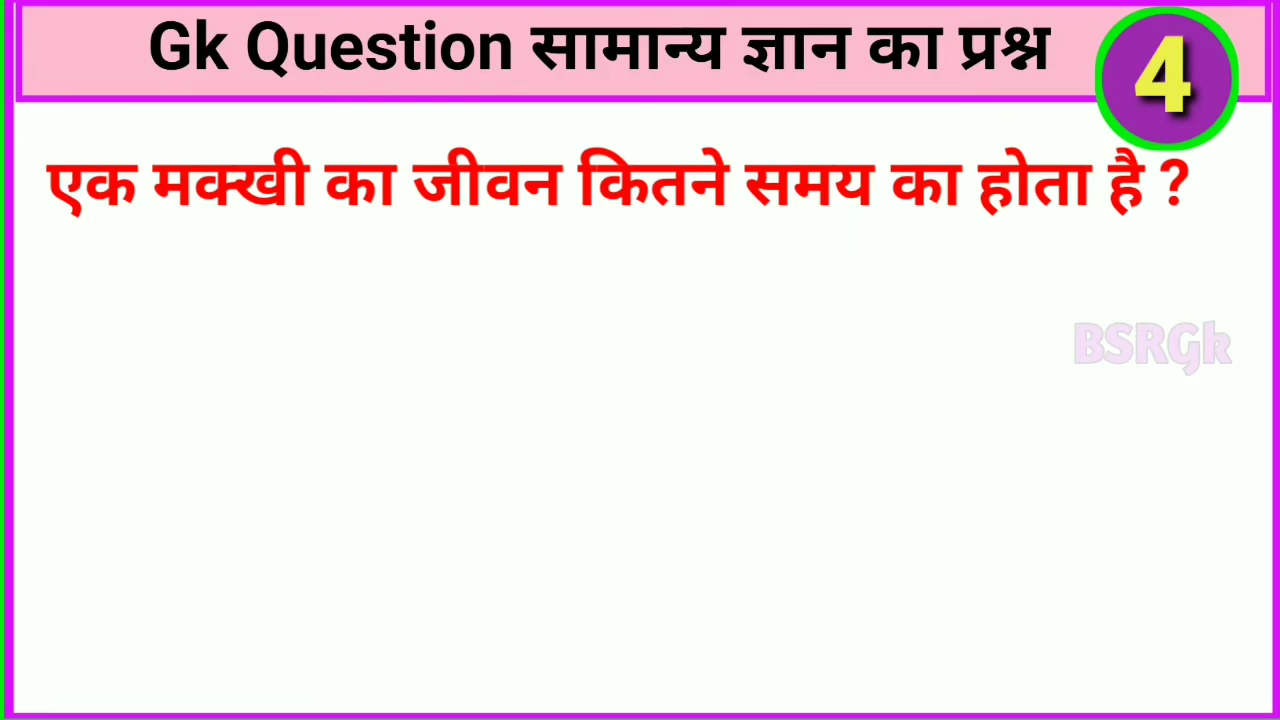 Gk Question सामान्य ज्ञान का प्रश्न
4
एक मक्खी का जीवन कितने समय का होता है ?
BSRGk